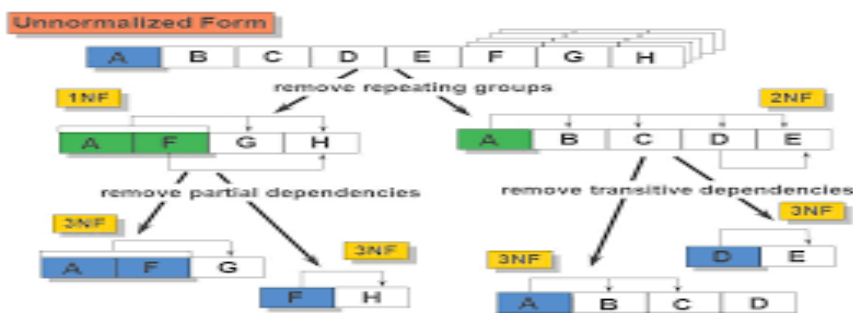 Unnormalized Form
A B C D E F G H
remove repeating groups
1NF
2NF
A F G H
A B C D E
remove partial dependencies
remove transitive dependencies
3NF
3NF
3NF
3NF
A F G
D E
F H
A B C D